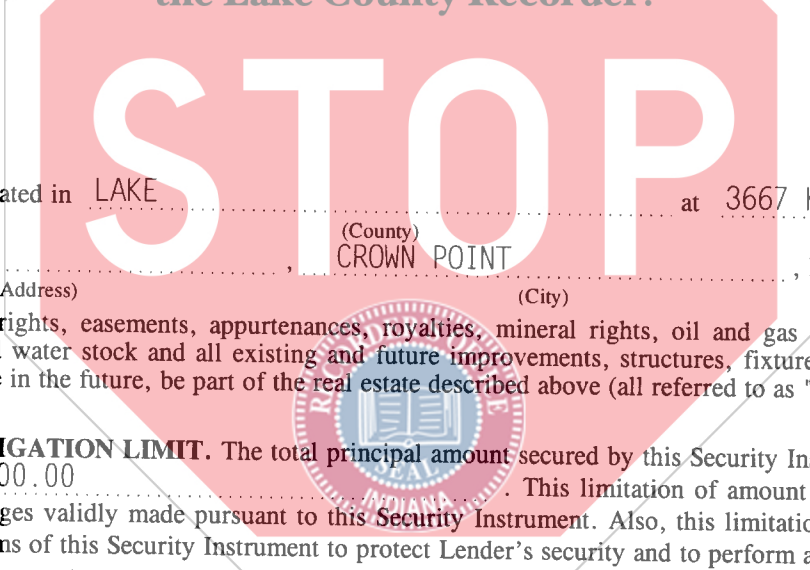 the Lake County Recorder!
STOP
ated in LAKE at 3667
(County)
, CROWN POINT ,
Address) (City)
rights, easements, appurtenances, royalties, mineral rights, oil and gas
water stock and all existing and future improvements, structures, fixture
in the future, be part of the real estate described above (all referred to as "
IGATION LIMIT. The total principal amount secured by this Security In
00.00 . This limitation of amount
ges validly made pursuant to this Security Instrument. Also, this limitatio
ns of this Security Instrument to protect Lender's security and to perform a
RECORDER'S OFFICE
SEAL
INDIANA